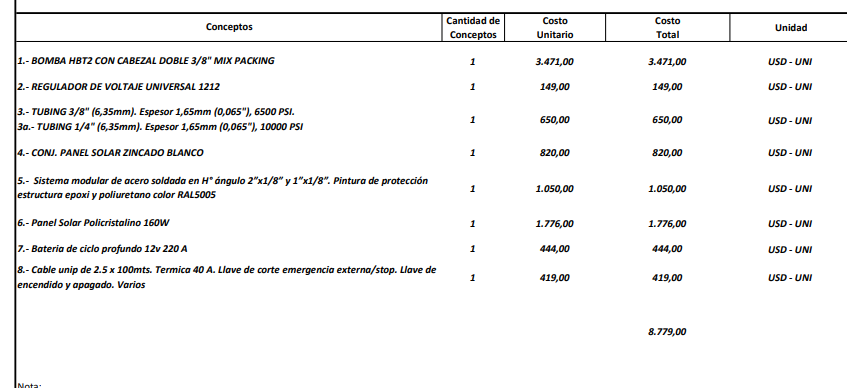 Conceptos Cantidad de Conceptos Costo Unitario Costo Total Unidad
1.- BOMBA HBT2 CON CABEZAL DOBLE 3/8" MIX PACKING 1 3.471,00 3.471,00 USD - UNI
2.- REGULADOR DE VOLTAJE UNIVERSAL 1212 1 149,00 149,00 USD - UNI
3.- TUBING 3/8" (6,35mm). Espesor 1,65mm (0,065"), 6500 PSI.
3a.- TUBING 1/4" (6,35mm). Espesor 1,65mm (0,065"), 10000 PSI 1 650,00 650,00 USD - UNI
4.- CONJ. PANEL SOLAR ZINCADO BLANCO 1 820,00 820,00 USD - UNI
5.- Sistema modular de acero soldada en H° ángulo 2"x1/8" y 1"x1/8". Pintura de protección
estructura epoxi y poliuretano color RAL5005 1 1.050,00 1.050,00 USD - UNI
6.- Panel Solar Policristalino 160W 1 1.776,00 1.776,00 USD - UNI
7.- Bateria de ciclo profundo 12v 220 A 1 444,00 444,00 USD - UNI
8.- Cable unip de 2.5 x 100mts. Termica 40 A. Llave de corte emergencia externa/stop. Llave de
encendido y apagado. Varios 1 419,00 419,00 USD - UNI
8.779,00
Nota: